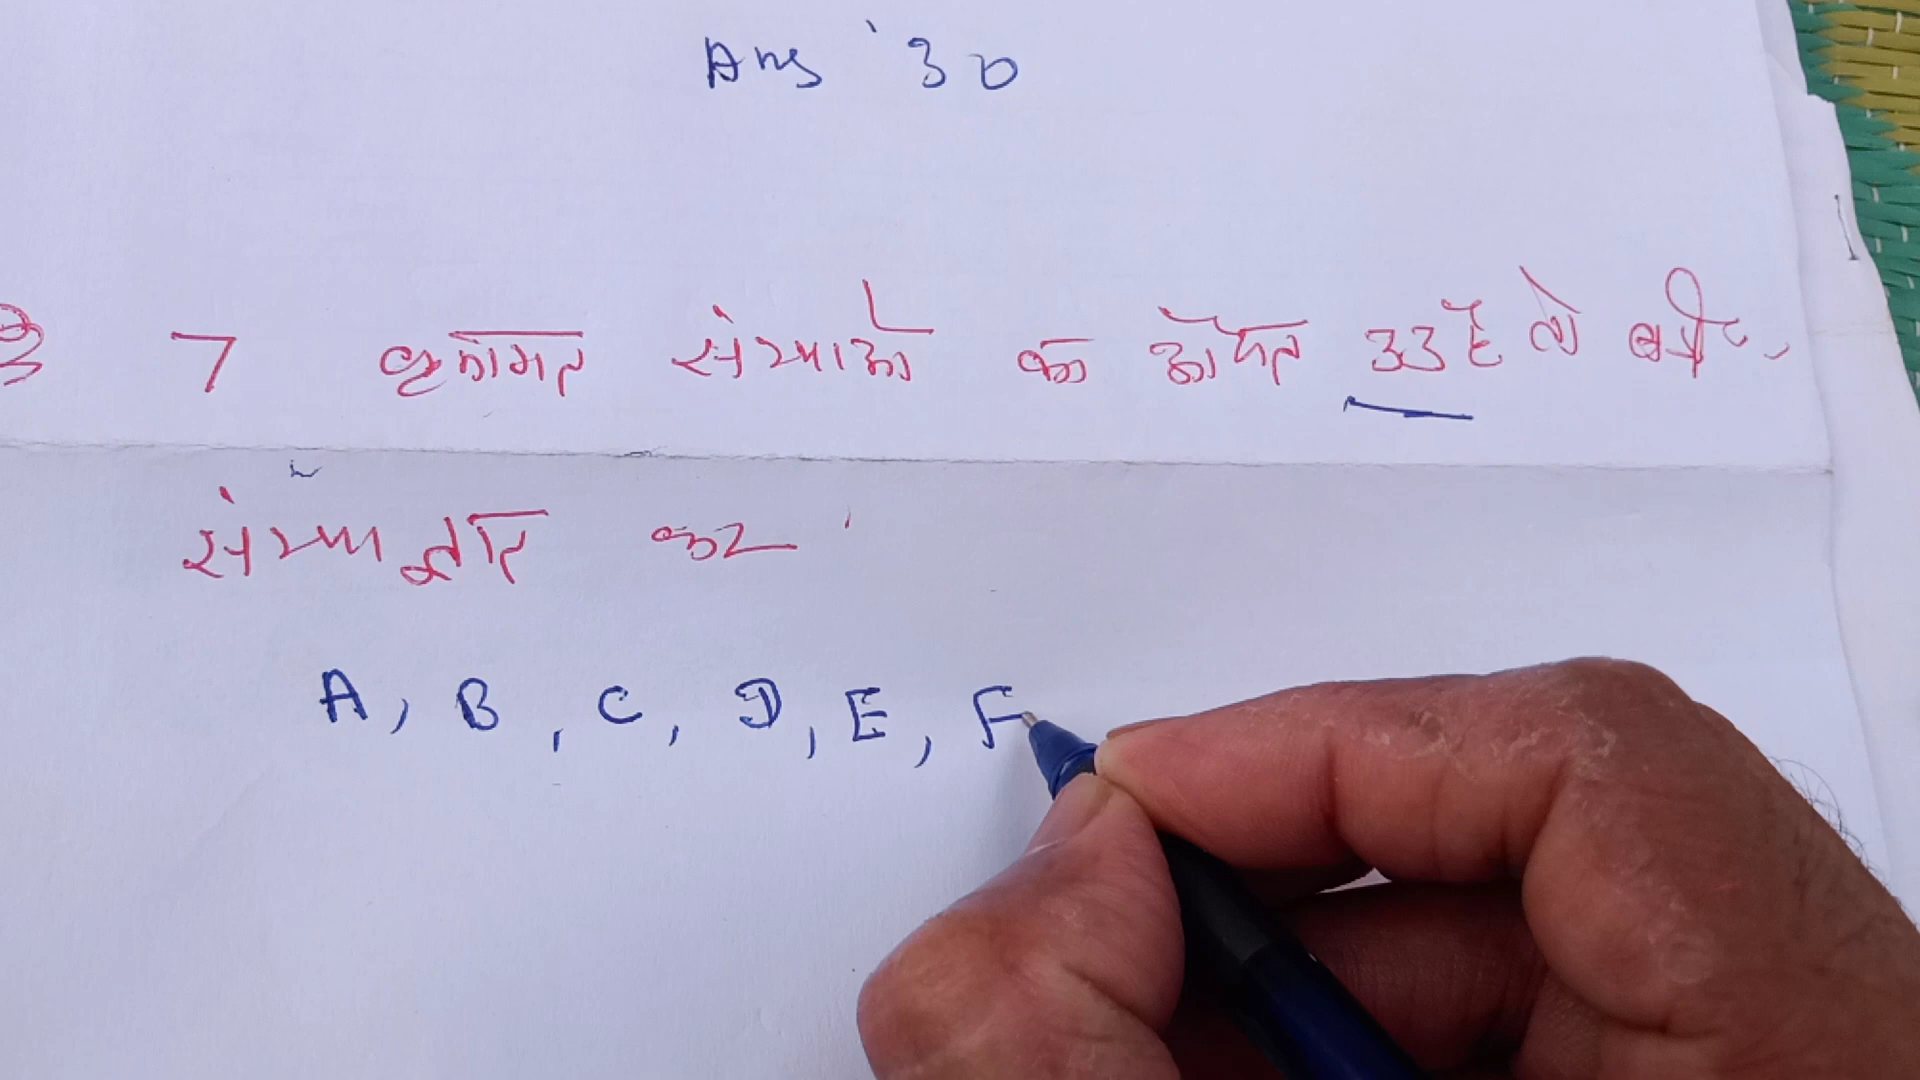 Ans 30
7 क्रमागत संख्याओ का औसत 33 है तो बड़ी
संख्या ज्ञात कर
A, B, C, D, E, F